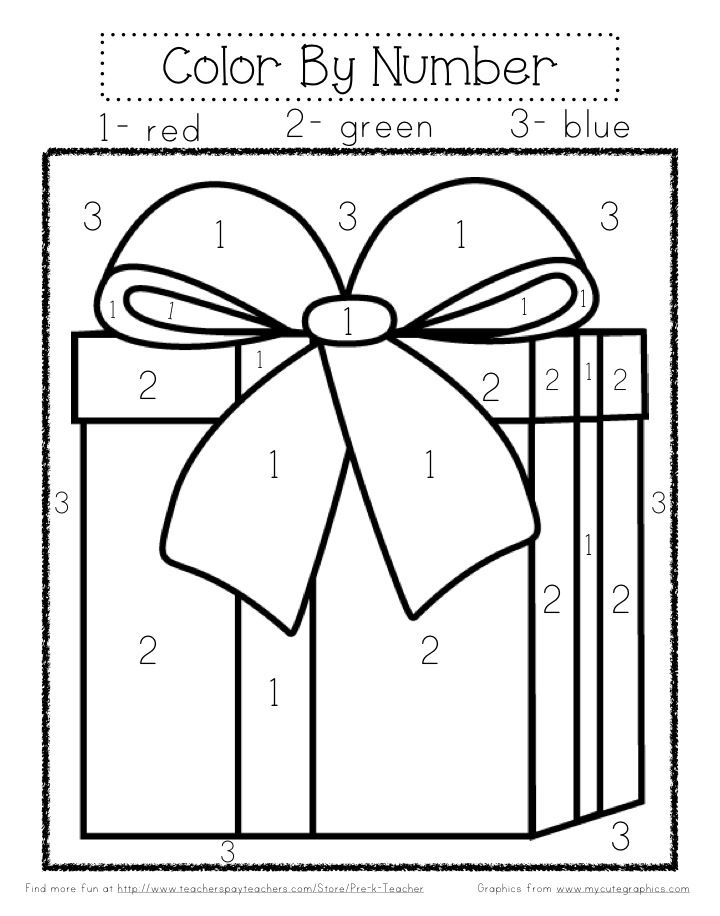 Color By Number
1- red 2- green 3- blue
3 3 3
1 1
1 1 1 1
1
1
2 2 2 1 2
1 1
3 3
1
2 2
2 2
1
3
3
Find more fun at http://www.teacherspayteachers.com/Store/Pre-k-Teacher Graphics from www.mycutegraphics.com